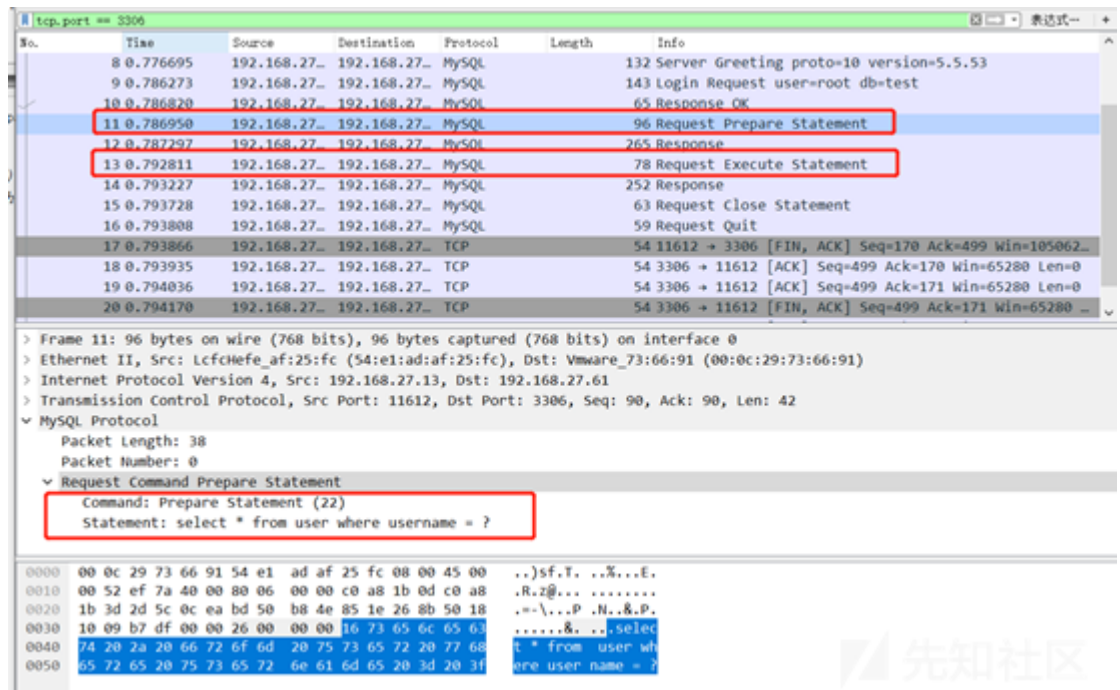 tcp.port == 3306 表达式… +
No. Time Source Destination Protocol Length Info
8 0.776695 192.168.27… 192.168.27… MySQL 132 Server Greeting proto=10 version=5.5.53
9 0.786273 192.168.27… 192.168.27… MySQL 143 Login Request user=root db=test
10 0.786820 192.168.27… 192.168.27… MySQL 65 Response OK
11 0.786950 192.168.27… 192.168.27… MySQL 96 Request Prepare Statement
12 0.787297 192.168.27… 192.168.27… MySQL 265 Response
13 0.792811 192.168.27… 192.168.27… MySQL 78 Request Execute Statement
14 0.793227 192.168.27… 192.168.27… MySQL 252 Response
15 0.793728 192.168.27… 192.168.27… MySQL 63 Request Close Statement
16 0.793808 192.168.27… 192.168.27… MySQL 59 Request Quit
17 0.793866 192.168.27… 192.168.27… TCP 54 11612 → 3306 [FIN, ACK] Seq=170 Ack=499 Win=105062…
18 0.793935 192.168.27… 192.168.27… TCP 54 3306 → 11612 [ACK] Seq=499 Ack=170 Win=65280 Len=0
19 0.794036 192.168.27… 192.168.27… TCP 54 3306 → 11612 [ACK] Seq=499 Ack=171 Win=65280 Len=0
20 0.794170 192.168.27… 192.168.27… TCP 54 3306 → 11612 [FIN, ACK] Seq=499 Ack=171 Win=65280 …
> Frame 11: 96 bytes on wire (768 bits), 96 bytes captured (768 bits) on interface 0
> Ethernet II, Src: LcfcHefe_af:25:fc (54:e1:ad:af:25:fc), Dst: Vmware_73:66:91 (00:0c:29:73:66:91)
> Internet Protocol Version 4, Src: 192.168.27.13, Dst: 192.168.27.61
> Transmission Control Protocol, Src Port: 11612, Dst Port: 3306, Seq: 90, Ack: 90, Len: 42
MySQL Protocol
Packet Length: 38
Packet Number: 0
Request Command Prepare Statement
Command: Prepare Statement (22)
Statement: select * from user where username = ?
0000 00 0c 29 73 66 91 54 e1 ad af 25 fc 08 00 45 00 ..)sf.T. ..%...E.
0010 00 52 ef 7a 40 00 80 06 00 00 c0 a8 1b 0d c0 a8 .R.z@... ........
0020 1b 3d 2d 5c 0c ea bd 50 b8 4e 85 1e 26 8b 50 18 .=-\...P .N..&.P.
0030 10 09 b7 df 00 00 26 00 00 00 16 73 65 6c 65 63 ......&. ...selec
0040 74 20 2a 20 66 72 6f 6d 20 75 73 65 72 20 77 68 t * from user wh
0050 65 72 65 20 75 73 65 72 6e 61 6d 65 20 3d 20 3f ere user name = ?
先知社区